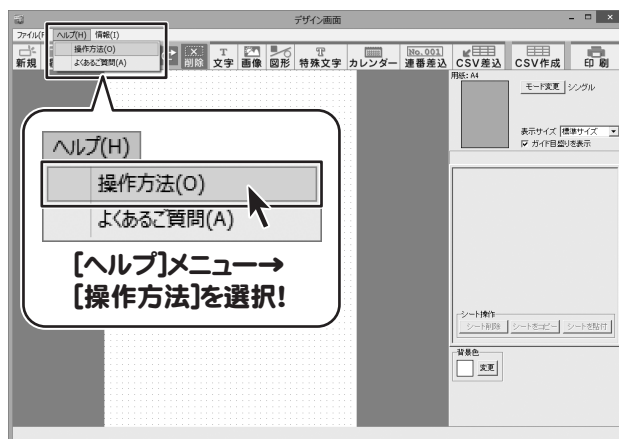 デザイン画面
ファイル(F ヘルプ(H) 情報(I)
操作方法(O)
よくあるご質問(A)
新規 削除 文字 画像 図形 特殊文字 カレンダー 連番差込 CSV差込 CSV作成 印刷
No.001
用紙: A4
モード変更 シングル
表示サイズ 標準サイズ
ガイド目盛りを表示
ヘルプ(H)
操作方法(O)
よくあるご質問(A)
[ヘルプ]メニュー→
[操作方法]を選択!
シート操作
シート削除 シートをコピー シートを貼付
背景色
変更